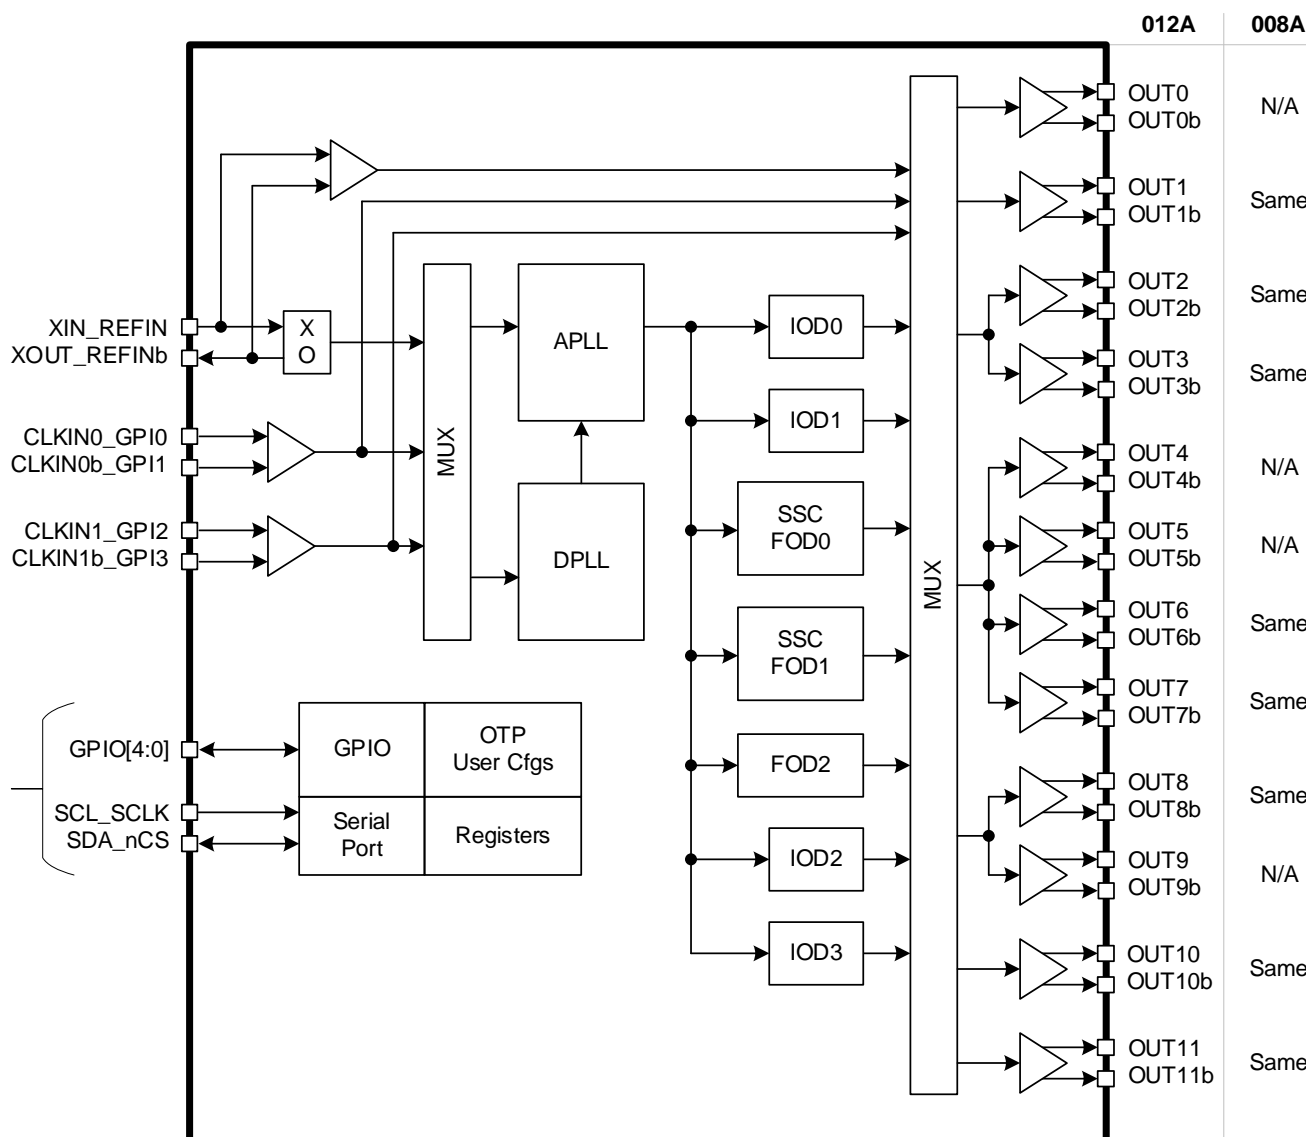 012A 008A
OUT0
OUT0b
N/A
OUT1
OUT1b
Same
OUT2
OUT2b
Same
XIN_REFIN
XOUT_REFINb
X
O
APLL
IOD0
OUT3
OUT3b
Same
CLKIN0_GPI0
CLKIN0b_GPI1
MUX
IOD1
OUT4
OUT4b
N/A
CLKIN1_GPI2
CLKIN1b_GPI3
DPLL
SSC
FOD0
MUX
OUT5
OUT5b
N/A
OUT6
OUT6b
Same
SSC
FOD1
OUT7
OUT7b
Same
GPIO[4:0]
GPIO
OTP
User Cfgs
FOD2
OUT8
OUT8b
Same
SCL_SCLK
SDA_nCS
Serial
Port
Registers
IOD2
OUT9
OUT9b
N/A
IOD3
OUT10
OUT10b
Same
OUT11
OUT11b
Same